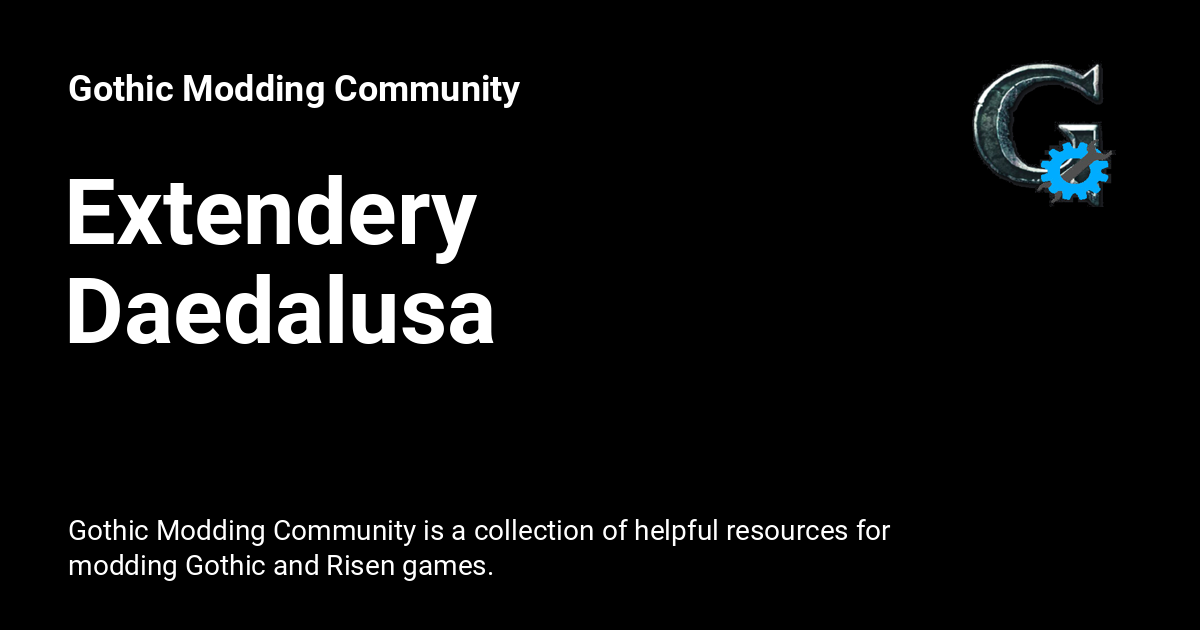 Gothic Modding Community
Extendery
Daedalusa
Gothic Modding Community is a collection of helpful resources for
modding Gothic and Risen games.